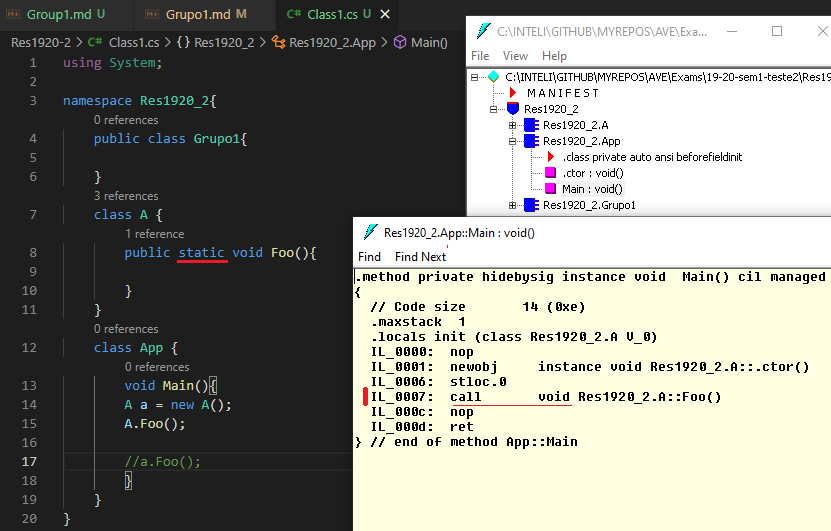 Group1.md U
Grupo1.md M
C# Class1.cs U
Res1920-2 > C# Class1.cs > {} Res1920_2 > Res1920_2.App > Main()
1 using System;
2
3 namespace Res1920_2{
0 references
4 public class Grupo1{
5
6 }
3 references
7 class A {
1 reference
8 public static void Foo(){
9
10 }
11 }
0 references
12 class App {
0 references
13 void Main(){
14 A a = new A();
15 A.Foo();
16
17 //a.Foo();
18 }
19 }
20 }
C:\INTELI\GITHUB\MYREPOS\AVE\Exa...
File View Help
C:\INTELI\GITHUB\MYREPOS\AVE\Exams\19-20-sem1-teste2\Res19
M A N I F E S T
Res1920_2
Res1920_2.A
Res1920_2.App
.class private auto ansi beforefieldinit
.ctor : void()
Main : void()
Res1920_2.Grupo1
Res1920_2.App::Main : void()
Find Find Next
.method private hidebysig instance void Main() cil managed
{
// Code size 14 (0xe)
.maxstack 1
.locals init (class Res1920_2.A V_0)
IL_0000: nop
IL_0001: newobj instance void Res1920_2.A::.ctor()
IL_0006: stloc.0
IL_0007: call void Res1920_2.A::Foo()
IL_000c: nop
IL_000d: ret
} // end of method App::Main